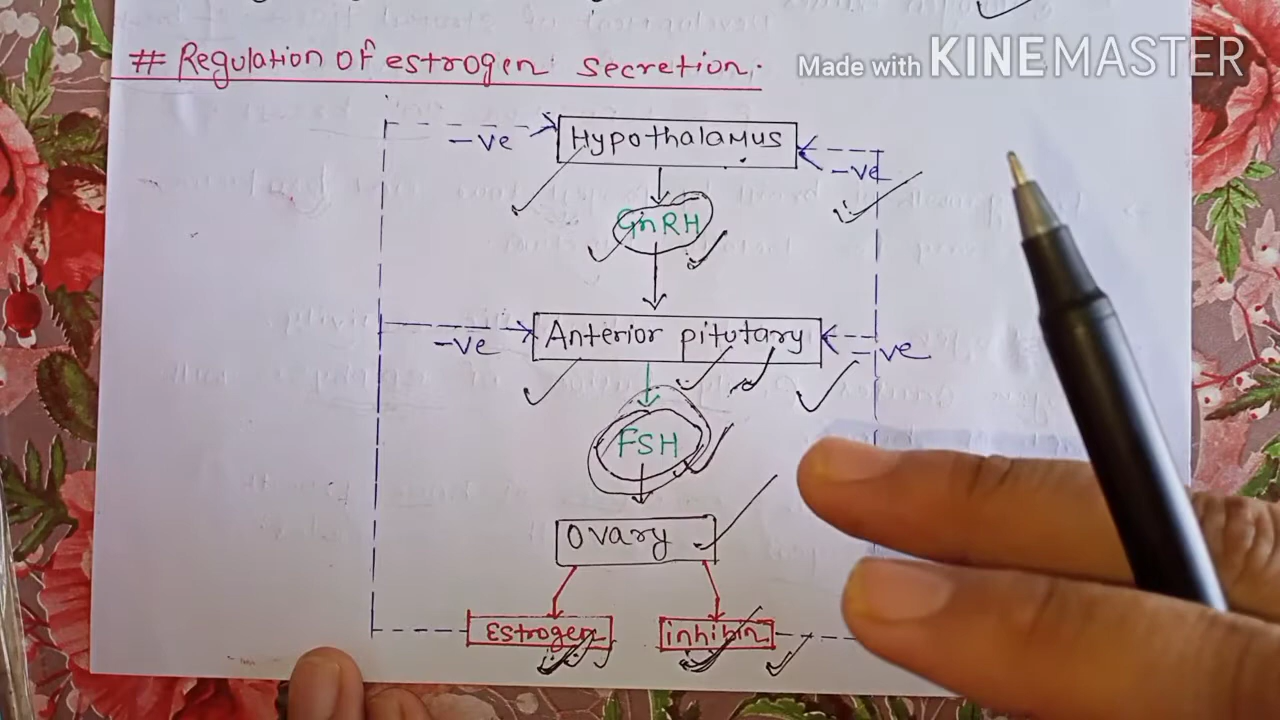 # Regulation of estrogen secretion.
Made with KINEMASTER
-ve
Hypothalamus
-ve
GnRH
-ve
Anterior pitutary
-ve
FSH
Ovary
Estrogen
inhibin